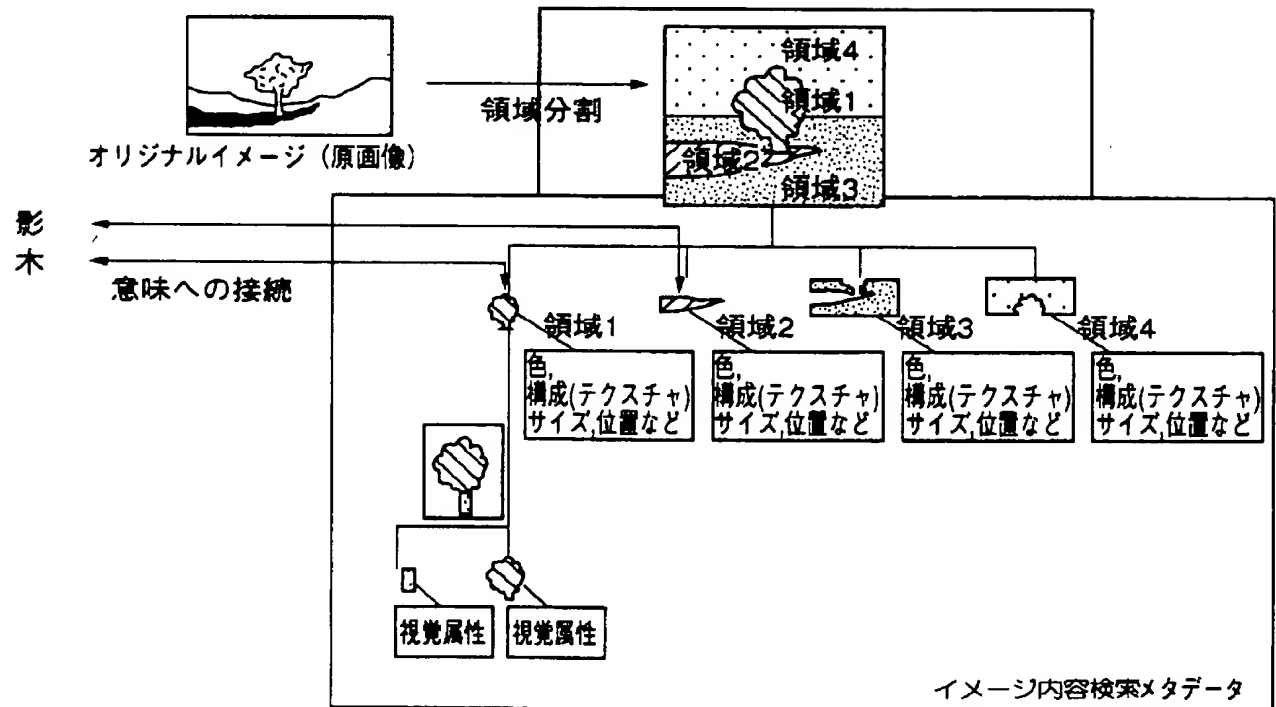 領域4
領域1
領域分割
オリジナルイメージ (原画像)
領域2
領域3
影
木
意味への接続
領域1
領域2
領域3
領域4
色,
構成(テクスチャ)
サイズ,位置など
色,
構成(テクスチャ)
サイズ,位置など
色,
構成(テクスチャ)
サイズ,位置など
色,
構成(テクスチャ)
サイズ,位置など
視覚属性
視覚属性
イメージ内容検索メタデータ